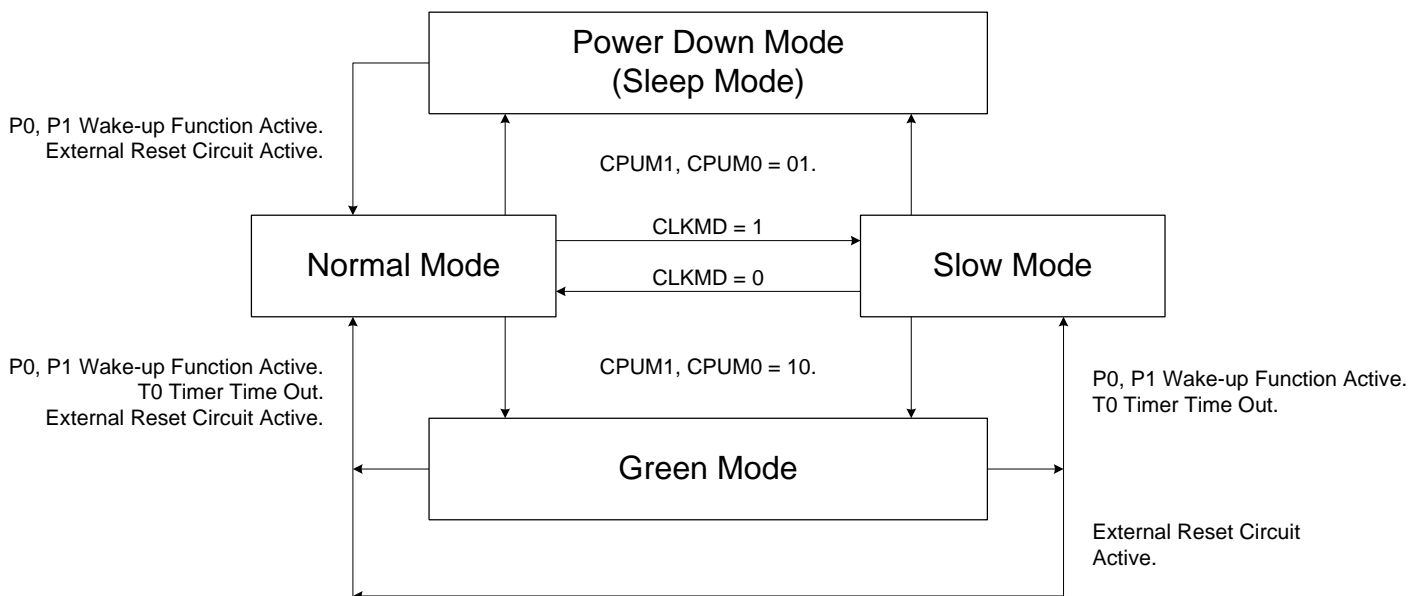 Power Down Mode
(Sleep Mode)
P0, P1 Wake-up Function Active.
External Reset Circuit Active.
CPUM1, CPUM0 = 01.
CLKMD = 1
Normal Mode
Slow Mode
CLKMD = 0
P0, P1 Wake-up Function Active.
T0 Timer Time Out.
External Reset Circuit Active.
CPUM1, CPUM0 = 10.
P0, P1 Wake-up Function Active.
T0 Timer Time Out.
Green Mode
External Reset Circuit
Active.